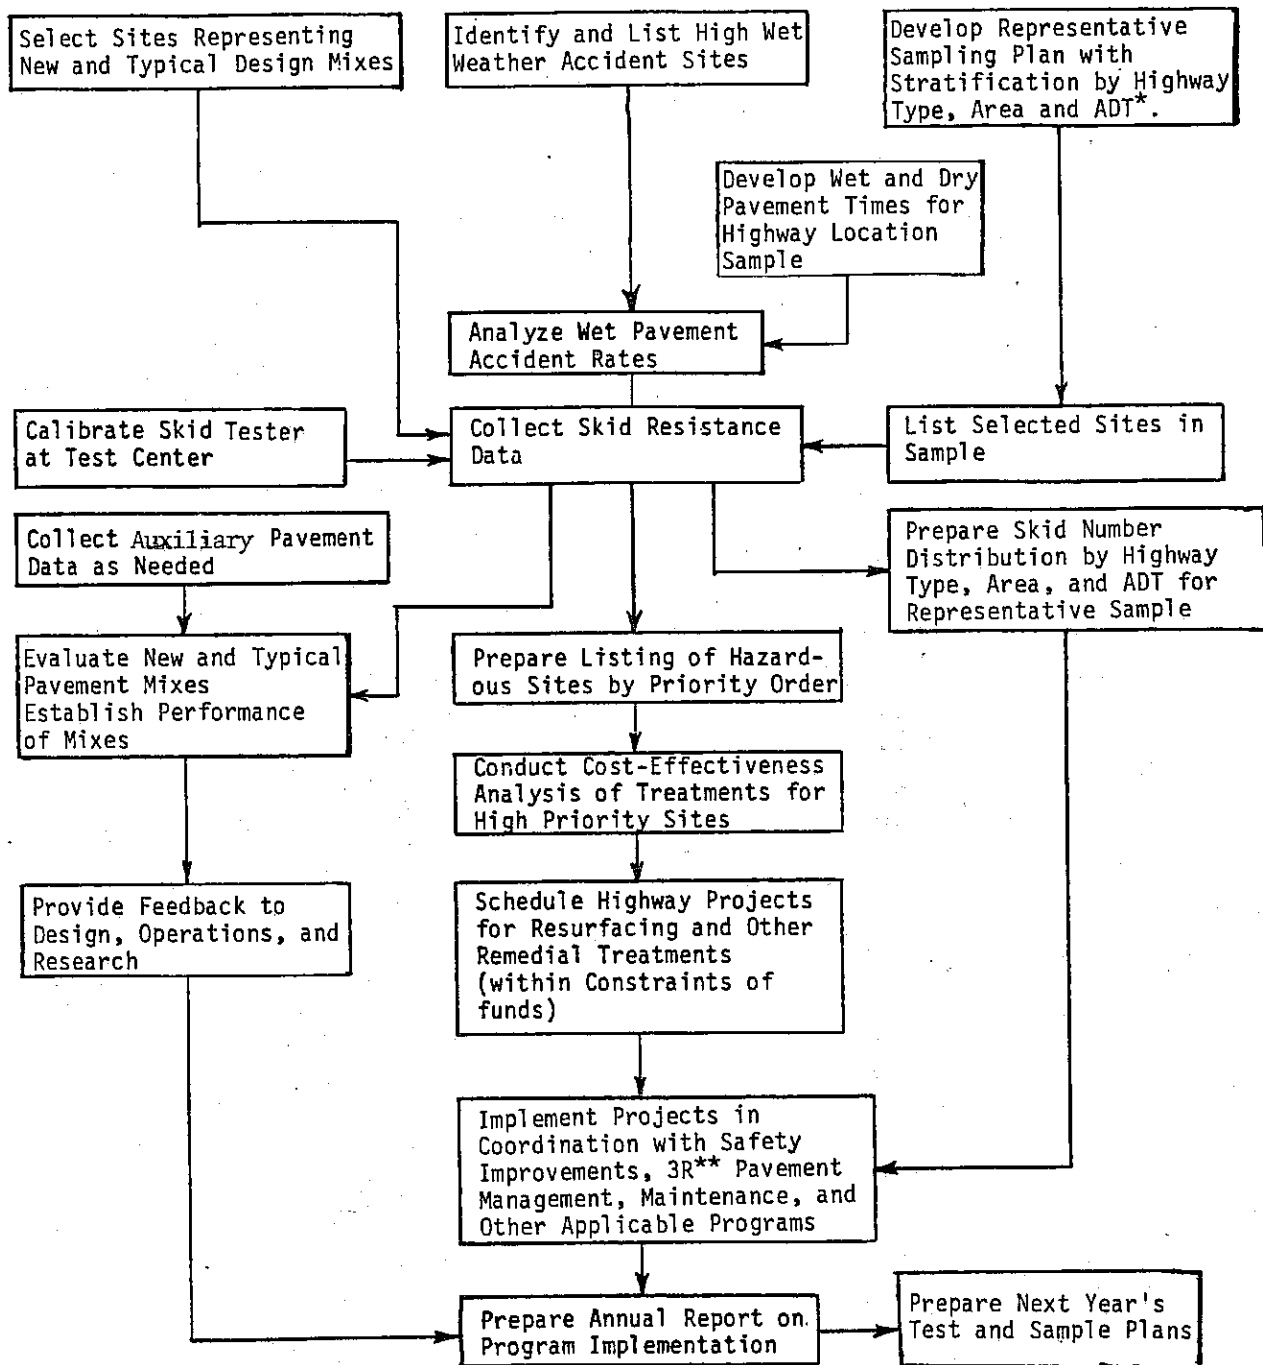 Select Sites Representing
New and Typical Design Mixes
Identify and List High Wet
Weather Accident Sites
Develop Representative
Sampling Plan with
Stratification by Highway
Type, Area and ADT*.
Develop Wet and Dry
Pavement Times for
Highway Location
Sample
Analyze Wet Pavement
Accident Rates
Calibrate Skid Tester
at Test Center
Collect Skid Resistance
Data
List Selected Sites in
Sample
Collect Auxiliary Pavement
Data as Needed
Prepare Skid Number
Distribution by Highway
Type, Area, and ADT for
Representative Sample
Evaluate New and Typical
Pavement Mixes
Establish Performance
of Mixes
Prepare Listing of Hazard-
ous Sites by Priority Order
Conduct Cost-Effectiveness
Analysis of Treatments for
High Priority Sites
Provide Feedback to
Design, Operations, and
Research
Schedule Highway Projects
for Resurfacing and Other
Remedial Treatments
(within Constraints of
funds)
Implement Projects in
Coordination with Safety
Improvements, 3R** Pavement
Management, Maintenance, and
Other Applicable Programs
Prepare Annual Report on
Program Implementation
Prepare Next Year's
Test and Sample Plans